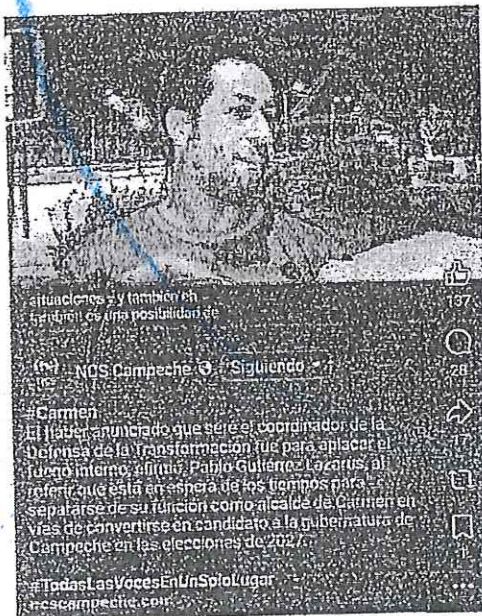 situaciones y y también en
también es una posibilidad de
137
NCS Campeche Siguiendo
28
#Carmen
El haber anunciado que seré el coordinador de la
Defensa de la Transformación fue para aplacar el
17
fuego interno, afirmó, Pablo Gutiérrez Lazarus, al
referir que está en espera de los tiempos para
separarse de su función como alcalde de Carmen en
vías de convertirse en candidato a la gubernatura de
Campeche en las elecciones de 2027.
#TodasLasVocesEnUnSoloLugar
ncscampeche.com